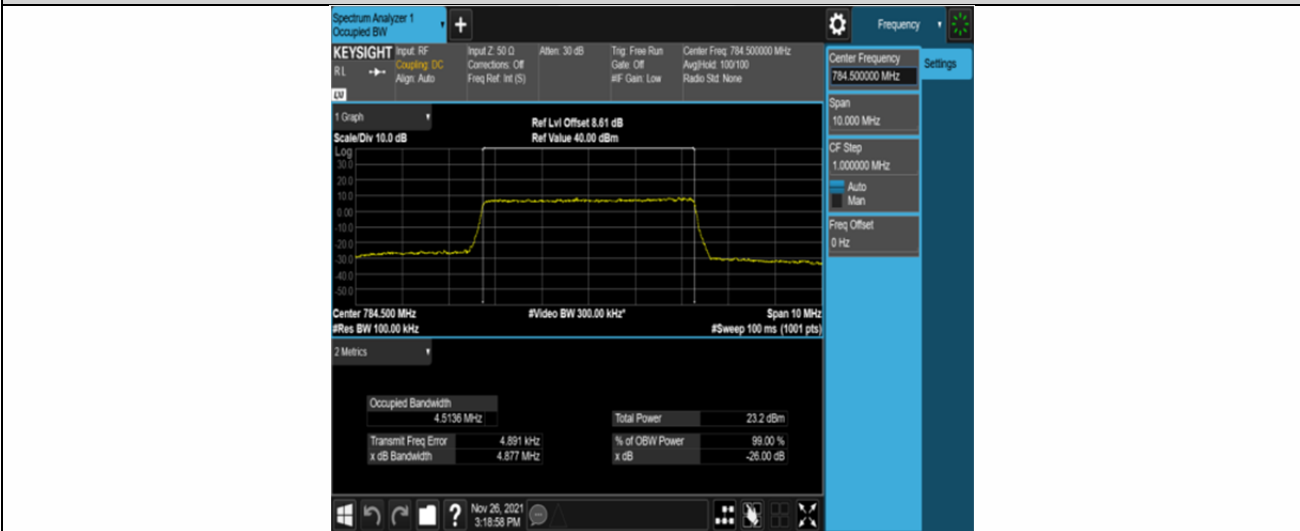 Spectrum Analyzer 1
Occupied BW
+
Frequency
KEYSIGHT
R L
LXI
Input: RF
Coupling: DC
Align: Auto
Input Z: 50 Ω
Corrections: Off
Freq Ref: Int (S)
Atten: 30 dB
Trig: Free Run
Gate: Off
#IF Gain: Low
Center Freq: 784.500000 MHz
Avg|Hold: 100/100
Radio Std: None
Center Frequency
784.500000 MHz
Settings
Span
10.000 MHz
CF Step
1.000000 MHz
Auto
Man
Freq Offset
0 Hz
1 Graph
Scale/Div 10.0 dB
Ref Lvl Offset 8.61 dB
Ref Value 40.00 dBm
Log
30.0
20.0
10.0
0.00
-10.0
-20.0
-30.0
-40.0
-50.0
Center 784.500 MHz
#Video BW 300.00 kHz*
Span 10 MHz
#Res BW 100.00 kHz
#Sweep 100 ms (1001 pts)
2 Metrics
Occupied Bandwidth
4.5136 MHz
Total Power 23.2 dBm
Transmit Freq Error 4.891 kHz
% of OBW Power 99.00 %
x dB Bandwidth 4.877 MHz
x dB -26.00 dB
?
Nov 26, 2021
3:18:58 PM